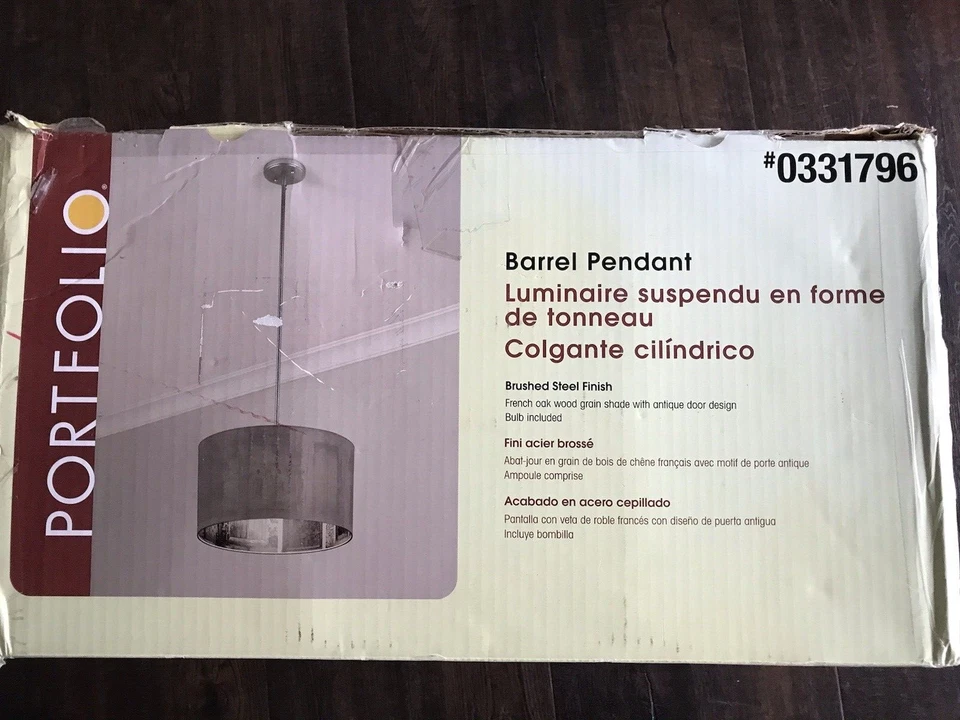 PORTFOLIO®
#0331796
Barrel Pendant
Luminaire suspendu en forme
de tonneau
Colgante cilíndrico
Brushed Steel Finish
French oak wood grain shade with antique door design
Bulb included
Fini acier brossé
Abat-jour en grain de bois de chêne français avec motif de porte antique
Ampoule comprise
Acabado en acero cepillado
Pantalla con veta de roble francés con diseño de puerta antigua
Incluye bombilla